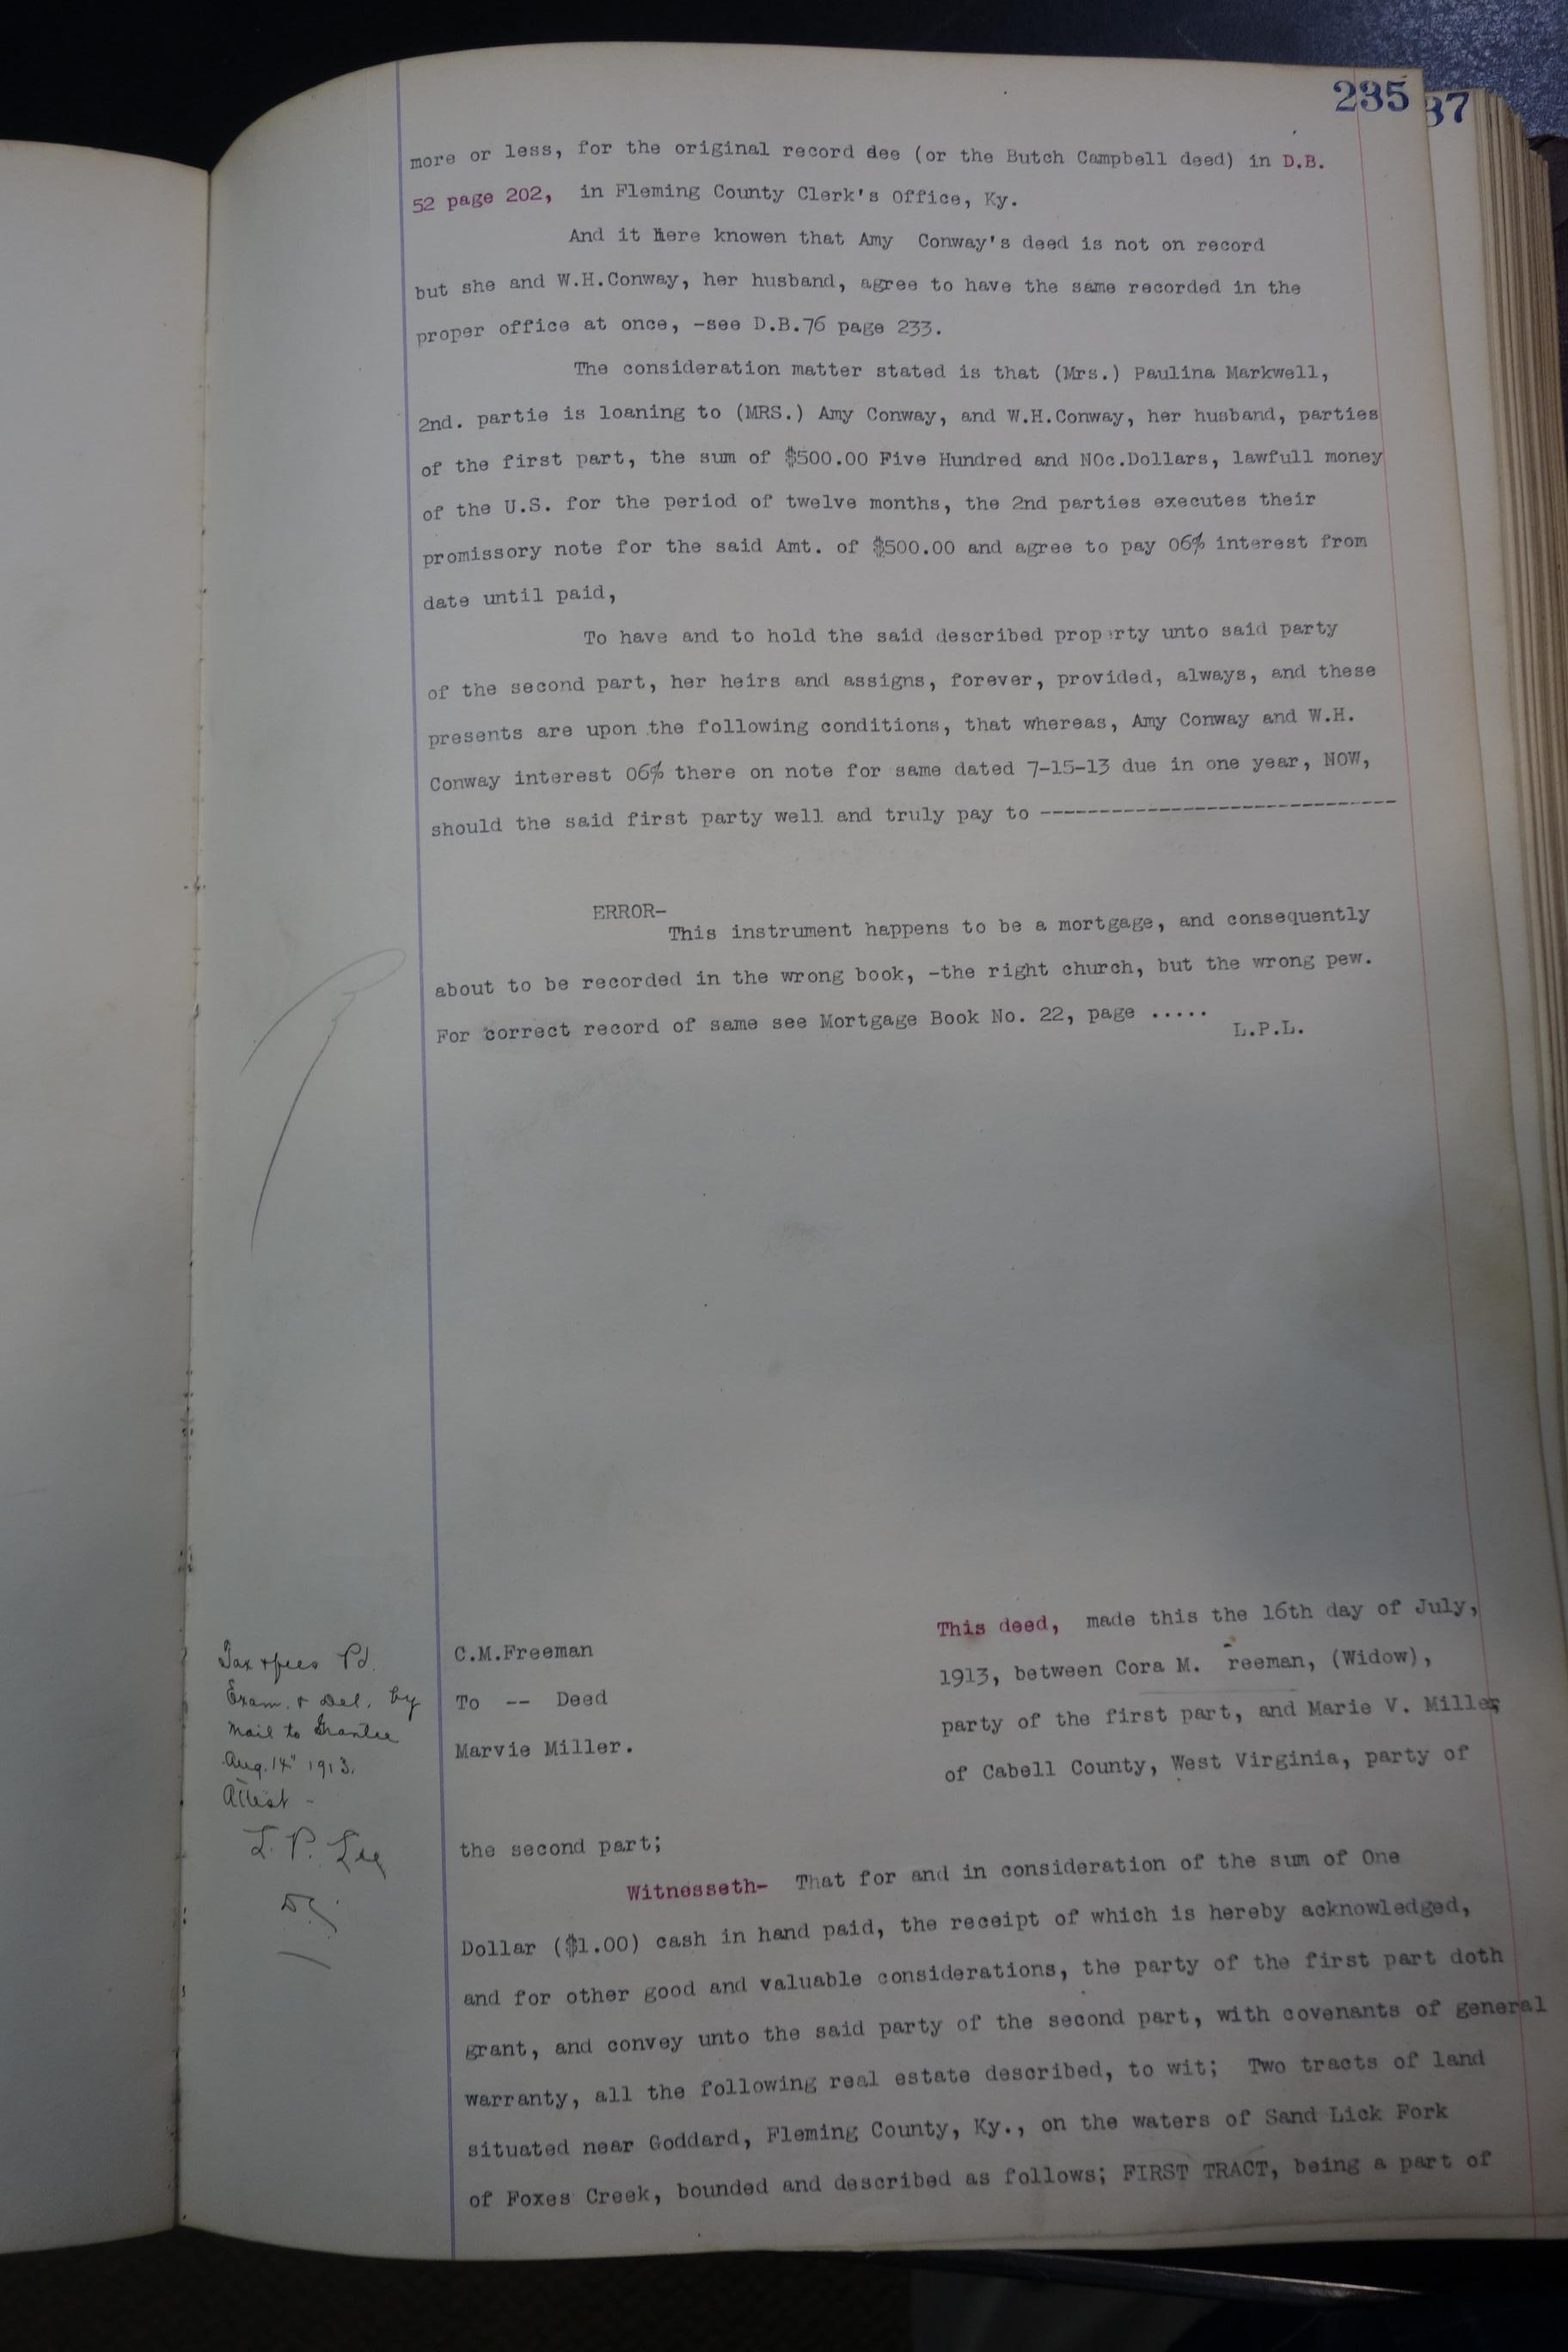 235
37
more or less, for the original record dee (or the Butch Campbell deed) in D.B.
52 page 202, in Fleming County Clerk's Office, Ky.
And it here knowen that Amy Conway's deed is not on record
but she and W.H.Conway, her husband, agree to have the same recorded in the
proper office at once, -see D.B.76 page 233.
The consideration matter stated is that (Mrs.) Paulina Markwell,
2nd. partie is loaning to (MRS.) Amy Conway, and W.H.Conway, her husband, parties
of the first part, the sum of $500.00 Five Hundred and NOc.Dollars, lawfull money
of the U.S. for the period of twelve months, the 2nd parties executes their
promissory note for the said Amt. of $500.00 and agree to pay 06% interest from
date until paid,
To have and to hold the said described property unto said party
of the second part, her heirs and assigns, forever, provided, always, and these
presents are upon the following conditions, that whereas, Amy Conway and W.H.
Conway interest 06% there on note for same dated 7-15-13 due in one year, NOW,
should the said first party well and truly pay to ------------------------------
ERROR-
This instrument happens to be a mortgage, and consequently
about to be recorded in the wrong book, -the right church, but the wrong pew.
For correct record of same see Mortgage Book No. 22, page .....
L.P.L.
Tax & fees Pd.
Exam. & Del. by
mail to Grantee
Aug. 14" 1913.
Attest -
L. P. Lee
D.C.
C.M.Freeman
To -- Deed
Marvie Miller.
This deed, made this the 16th day of July,
1913, between Cora M. reeman, (Widow),
party of the first part, and Marie V. Miller,
of Cabell County, West Virginia, party of
the second part;
Witnesseth- That for and in consideration of the sum of One
Dollar ($1.00) cash in hand paid, the receipt of which is hereby acknowledged,
and for other good and valuable considerations, the party of the first part doth
grant, and convey unto the said party of the second part, with covenants of general
warranty, all the following real estate described, to wit; Two tracts of land
situated near Goddard, Fleming County, Ky., on the waters of Sand Lick Fork
of Foxes Creek, bounded and described as follows; FIRST TRACT, being a part of